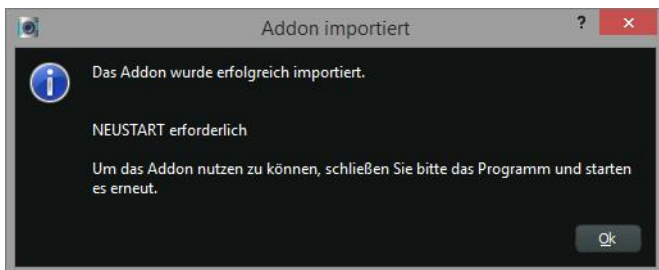 Addon importiert
?
×
Das Addon wurde erfolgreich importiert.
NEUSTART erforderlich
Um das Addon nutzen zu können, schließen Sie bitte das Programm und starten
es erneut.
Ok